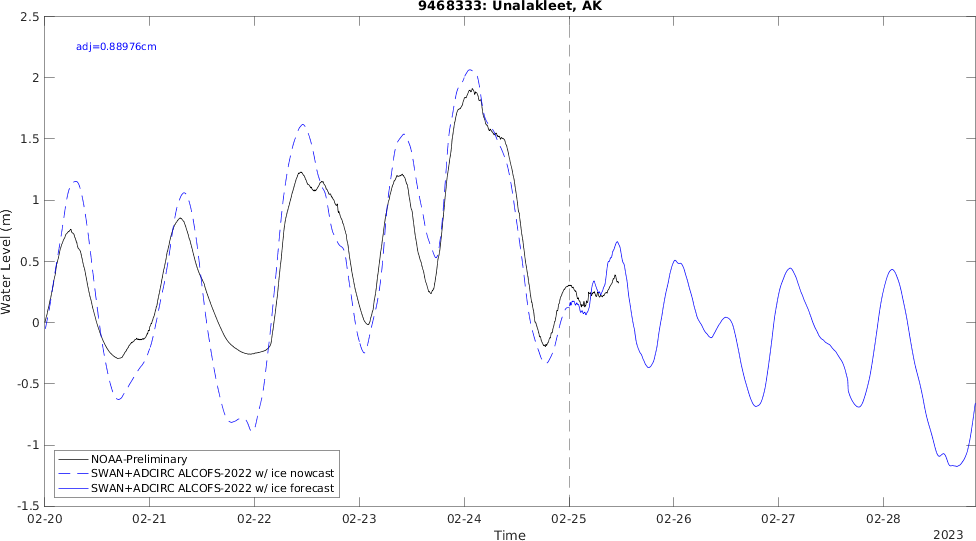 9468333: Unalakleet, AK
adj=0.88976cm
Water Level (m)
2.5
2
1.5
1
0.5
0
-0.5
-1
-1.5
NOAA-Preliminary
SWAN+ADCIRC ALCOFS-2022 w/ ice nowcast
SWAN+ADCIRC ALCOFS-2022 w/ ice forecast
02-20 02-21 02-22 02-23 02-24 02-25 02-26 02-27 02-28
Time
2023